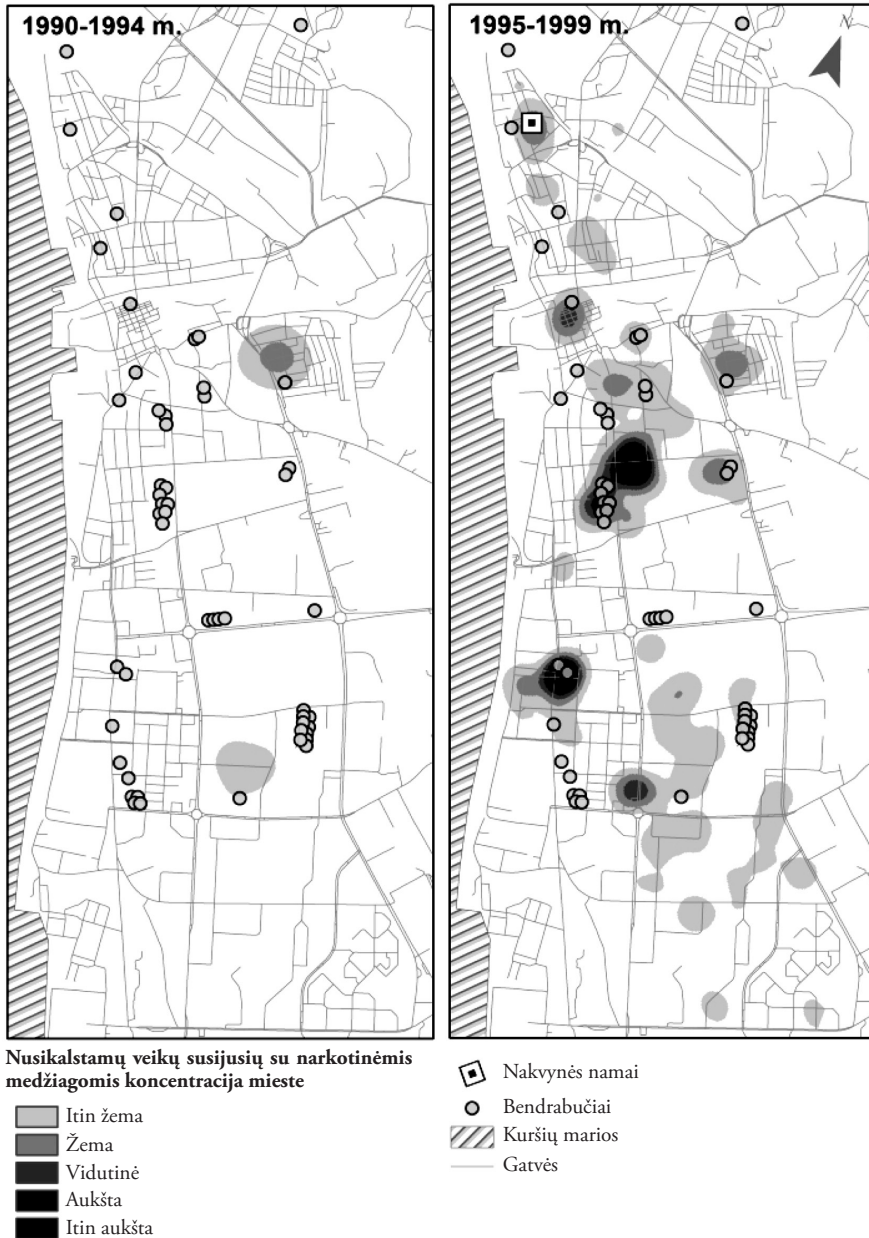 1990-1994 m.
1995-1999 m.
N
Nusikalstamų veikų susijusių su narkotinėmis
medžiagomis koncentracija mieste
Itin žema
Žema
Vidutinė
Aukšta
Itin aukšta
Nakvynės namai
Bendrabučiai
Kuršių marios
Gatvės